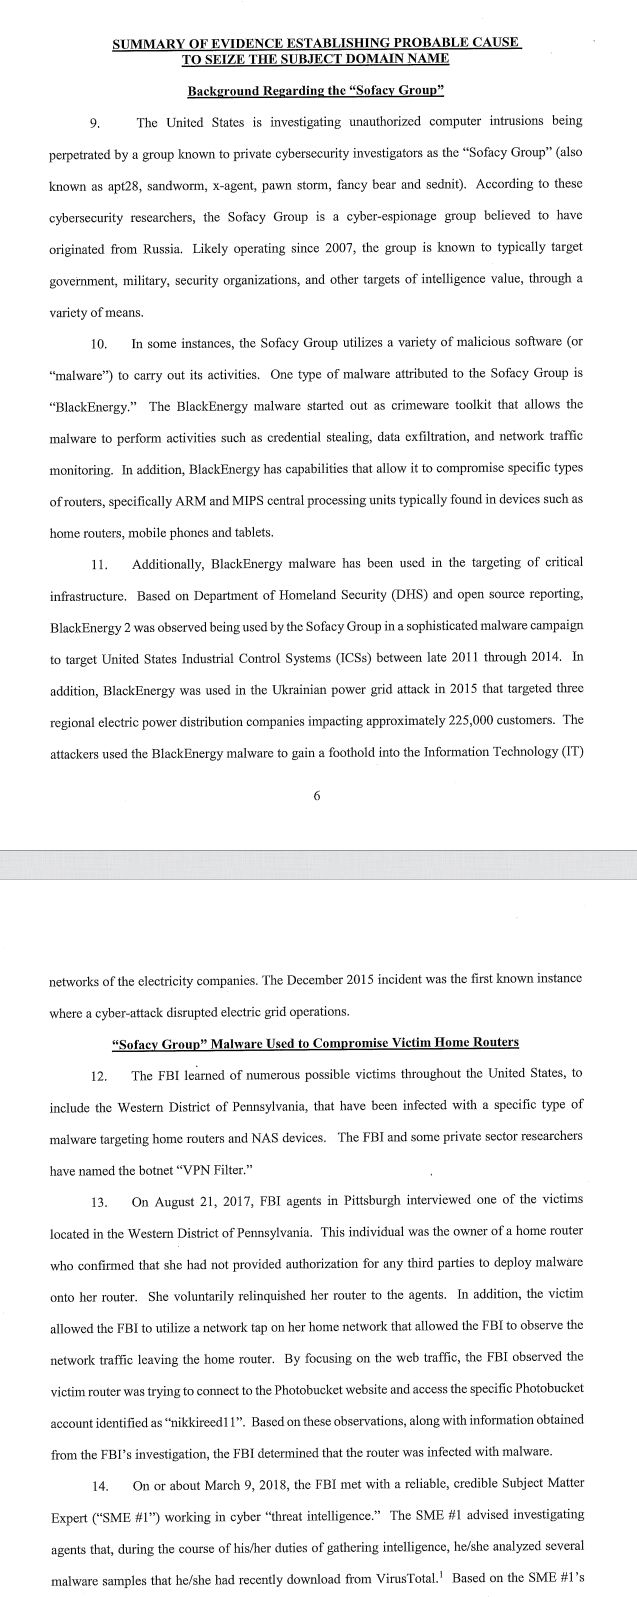 SUMMARY OF EVIDENCE ESTABLISHING PROBABLE CAUSE
TO SEIZE THE SUBJECT DOMAIN NAME
Background Regarding the “Sofacy Group”
9. The United States is investigating unauthorized computer intrusions being
perpetrated by a group known to private cybersecurity investigators as the “Sofacy Group” (also
known as apt28, sandworm, x-agent, pawn storm, fancy bear and sednit). According to these
cybersecurity researchers, the Sofacy Group is a cyber-espionage group believed to have
originated from Russia. Likely operating since 2007, the group is known to typically target
government, military, security organizations, and other targets of intelligence value, through a
variety of means.
10. In some instances, the Sofacy Group utilizes a variety of malicious software (or
“malware”) to carry out its activities. One type of malware attributed to the Sofacy Group is
“BlackEnergy.” The BlackEnergy malware started out as crimeware toolkit that allows the
malware to perform activities such as credential stealing, data exfiltration, and network traffic
monitoring. In addition, BlackEnergy has capabilities that allow it to compromise specific types
of routers, specifically ARM and MIPS central processing units typically found in devices such as
home routers, mobile phones and tablets.
11. Additionally, BlackEnergy malware has been used in the targeting of critical
infrastructure. Based on Department of Homeland Security (DHS) and open source reporting,
BlackEnergy 2 was observed being used by the Sofacy Group in a sophisticated malware campaign
to target United States Industrial Control Systems (ICSs) between late 2011 through 2014. In
addition, BlackEnergy was used in the Ukrainian power grid attack in 2015 that targeted three
regional electric power distribution companies impacting approximately 225,000 customers. The
attackers used the BlackEnergy malware to gain a foothold into the Information Technology (IT)
6
networks of the electricity companies. The December 2015 incident was the first known instance
where a cyber-attack disrupted electric grid operations.
“Sofacy Group” Malware Used to Compromise Victim Home Routers
12. The FBI learned of numerous possible victims throughout the United States, to
include the Western District of Pennsylvania, that have been infected with a specific type of
malware targeting home routers and NAS devices. The FBI and some private sector researchers
have named the botnet “VPN Filter.”
13. On August 21, 2017, FBI agents in Pittsburgh interviewed one of the victims
located in the Western District of Pennsylvania. This individual was the owner of a home router
who confirmed that she had not provided authorization for any third parties to deploy malware
onto her router. She voluntarily relinquished her router to the agents. In addition, the victim
allowed the FBI to utilize a network tap on her home network that allowed the FBI to observe the
network traffic leaving the home router. By focusing on the web traffic, the FBI observed the
victim router was trying to connect to the Photobucket website and access the specific Photobucket
account identified as “nikkireed11”. Based on these observations, along with information obtained
from the FBI’s investigation, the FBI determined that the router was infected with malware.
14. On or about March 9, 2018, the FBI met with a reliable, credible Subject Matter
Expert (“SME #1”) working in cyber “threat intelligence.” The SME #1 advised investigating
agents that, during the course of his/her duties of gathering intelligence, he/she analyzed several
malware samples that he/she had recently download from VirusTotal.¹ Based on the SME #1’s